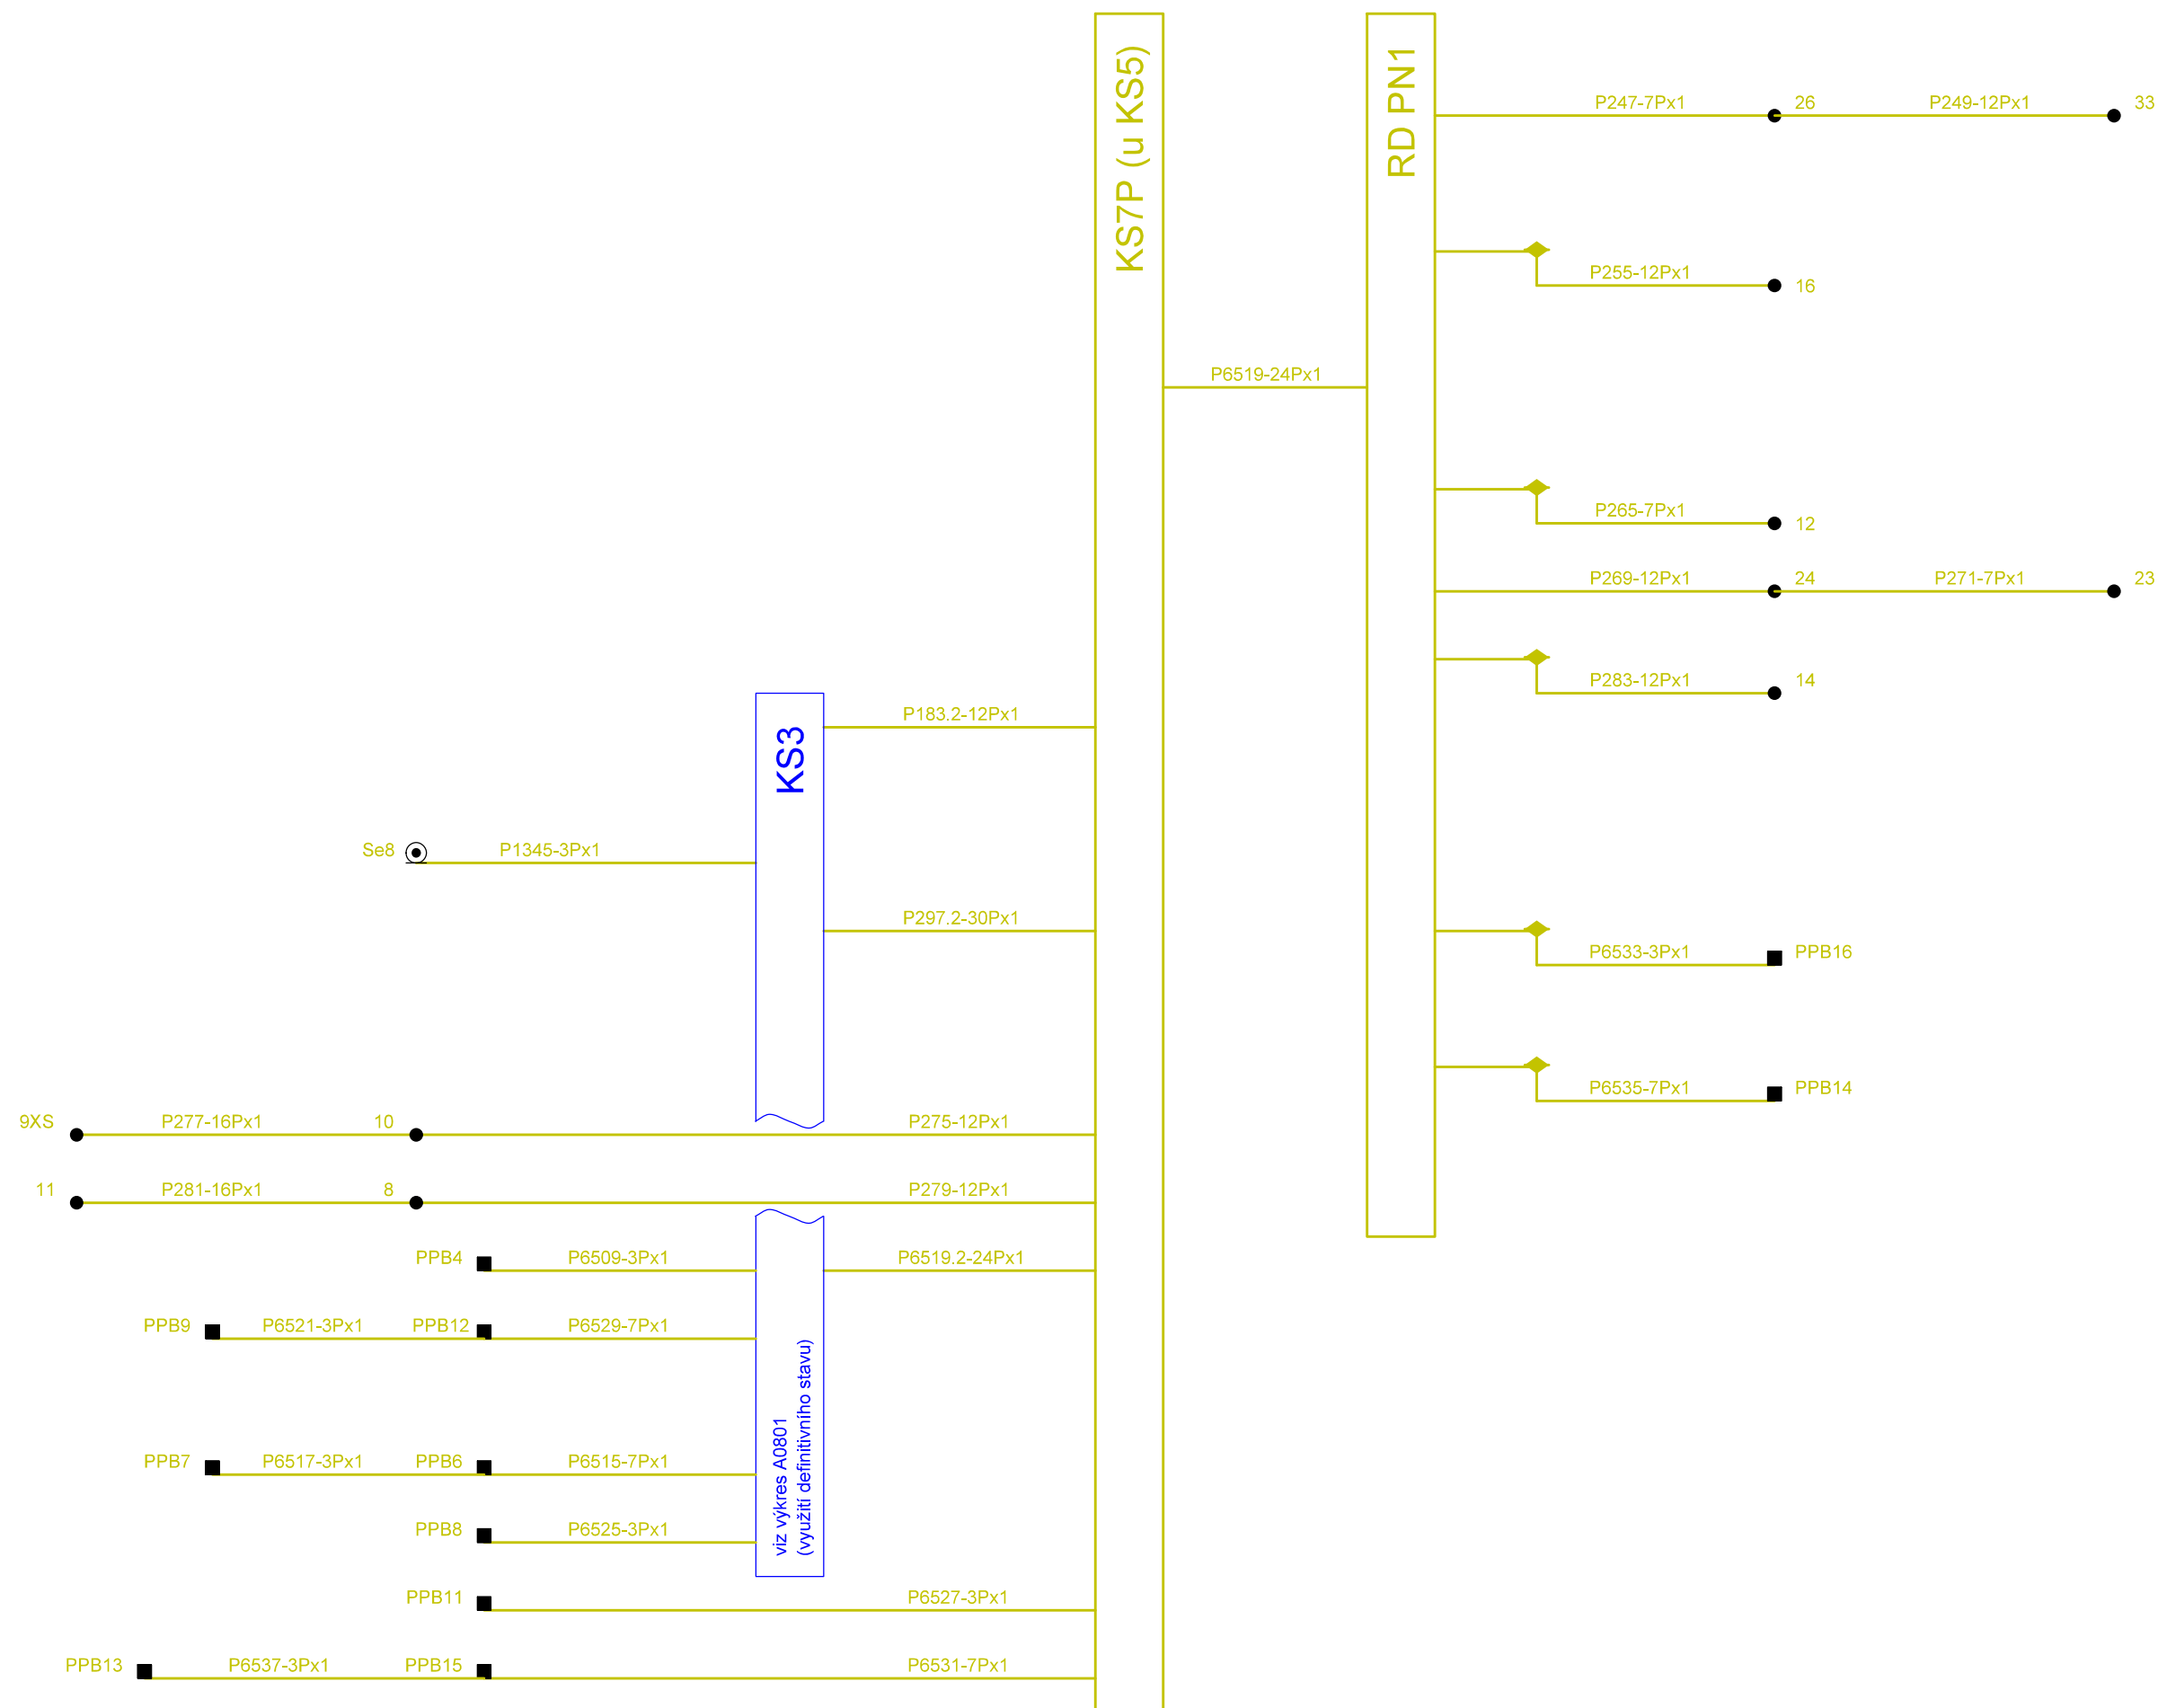 KS7P (u KS5)
RD PN1
P247-7Px1
26
P249-12Px1
33
P255-12Px1
16
P6519-24Px1
P265-7Px1
12
P269-12Px1
24
P271-7Px1
23
P283-12Px1
14
KS3
P183.2-12Px1
Se8
P1345-3Px1
P297.2-30Px1
P6533-3Px1
PPB16
P6535-7Px1
PPB14
9XS
P277-16Px1
10
P275-12Px1
11
P281-16Px1
8
P279-12Px1
PPB4
P6509-3Px1
P6519.2-24Px1
PPB9
P6521-3Px1
PPB12
P6529-7Px1
viz výkres A0801
(využití definitivního stavu)
PPB7
P6517-3Px1
PPB6
P6515-7Px1
PPB8
P6525-3Px1
PPB11
P6527-3Px1
PPB13
P6537-3Px1
PPB15
P6531-7Px1